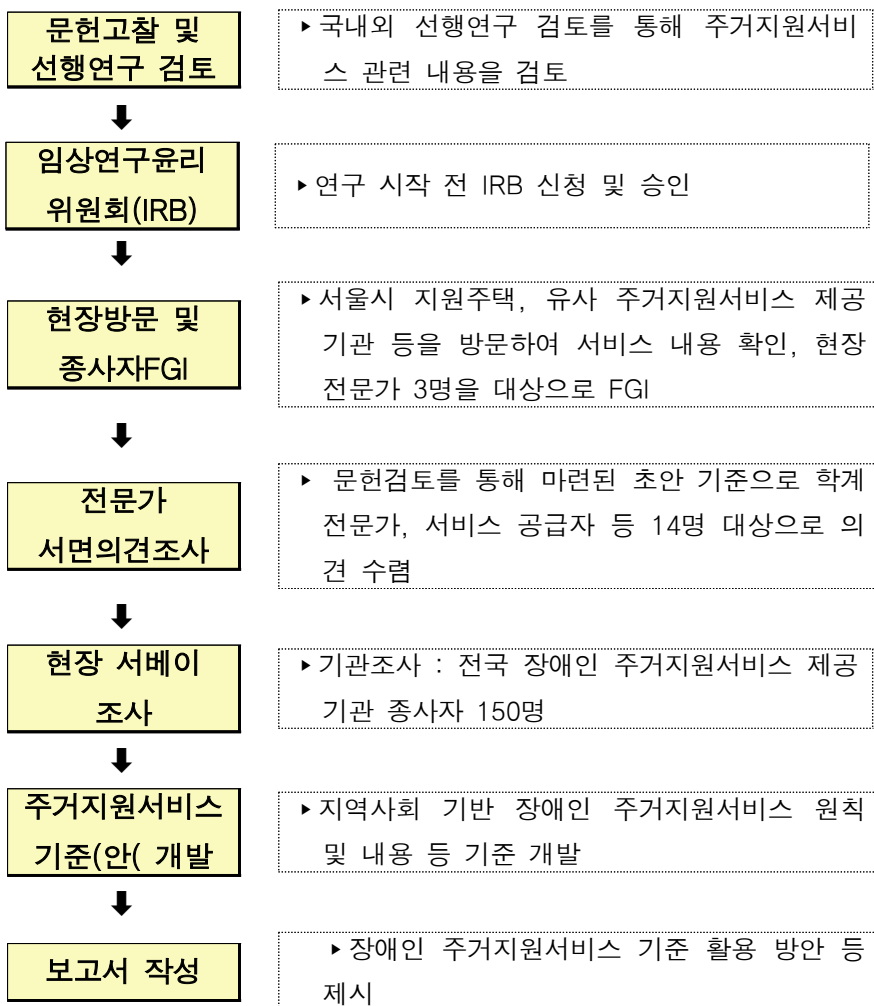 문헌고찰 및
선행연구 검토
▸국내외 선행연구 검토를 통해 주거지원서비
스 관련 내용을 검토
⬇
임상연구윤리
위원회(IRB)
▸연구 시작 전 IRB 신청 및 승인
⬇
현장방문 및
종사자FGI
▸서울시 지원주택, 유사 주거지원서비스 제공
기관 등을 방문하여 서비스 내용 확인, 현장
전문가 3명을 대상으로 FGI
⬇
전문가
서면의견조사
▸ 문헌검토를 통해 마련된 초안 기준으로 학계
전문가, 서비스 공급자 등 14명 대상으로 의
견 수렴
⬇
현장 서베이
조사
▸기관조사 : 전국 장애인 주거지원서비스 제공
기관 종사자 150명
⬇
주거지원서비스
기준(안( 개발
▸지역사회 기반 장애인 주거지원서비스 원칙
및 내용 등 기준 개발
⬇
보고서 작성
▸장애인 주거지원서비스 기준 활용 방안 등
제시